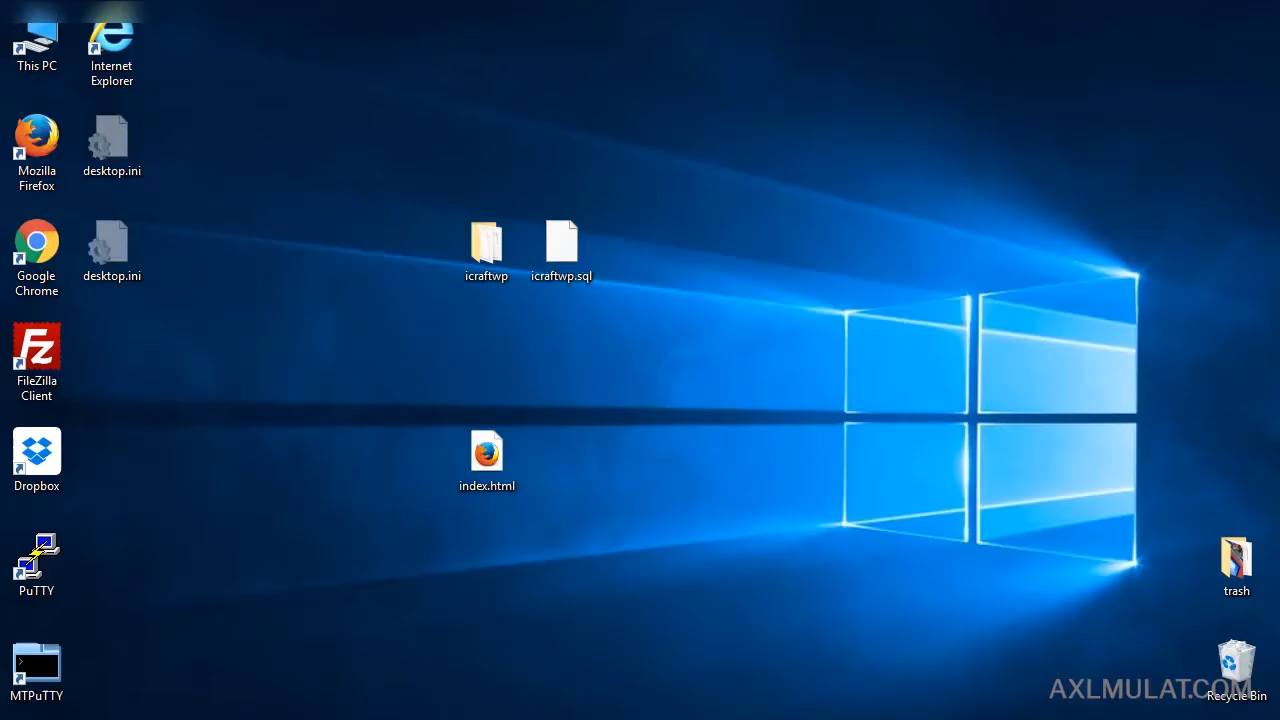 This PC
Internet
Explorer
Mozilla
Firefox
desktop.ini
Google
Chrome
desktop.ini
icraftwp
icraftwp.sql
Fz
FileZilla
Client
Dropbox
index.html
PuTTY
trash
MTPuTTY
AXLMULAT.COM
Recycle Bin